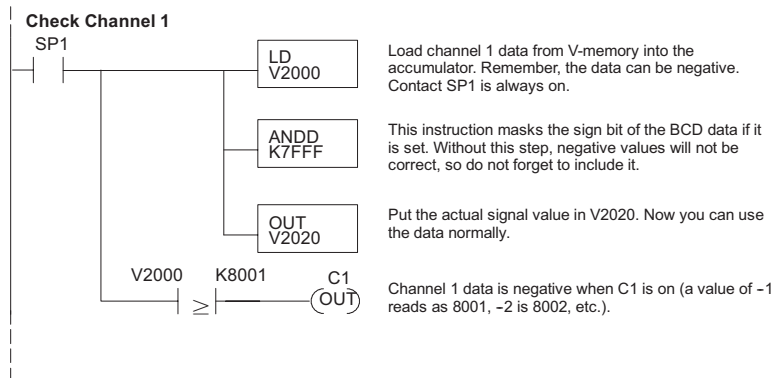 Check Channel 1
SP1
LD
V2000
Load channel 1 data from V-memory into the
accumulator. Remember, the data can be negative.
Contact SP1 is always on.
ANDD
K7FFF
This instruction masks the sign bit of the BCD data if it
is set. Without this step, negative values will not be
correct, so do not forget to include it.
OUT
V2020
Put the actual signal value in V2020. Now you can use
the data normally.
V2000 K8001 C1
≥ OUT
Channel 1 data is negative when C1 is on (a value of -1
reads as 8001, -2 is 8002, etc.).